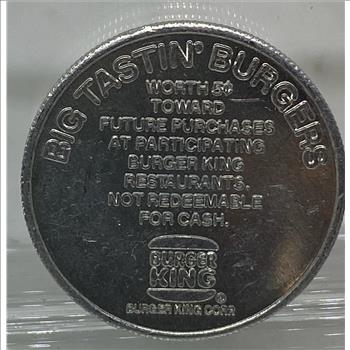 BIG TASTIN' BURGERS
WORTH 5¢
TOWARD
FUTURE PURCHASES
AT PARTICIPATING
BURGER KING
RESTAURANTS.
NOT REDEEMABLE
FOR CASH.
BURGER
KING
®
BURGER KING CORP.